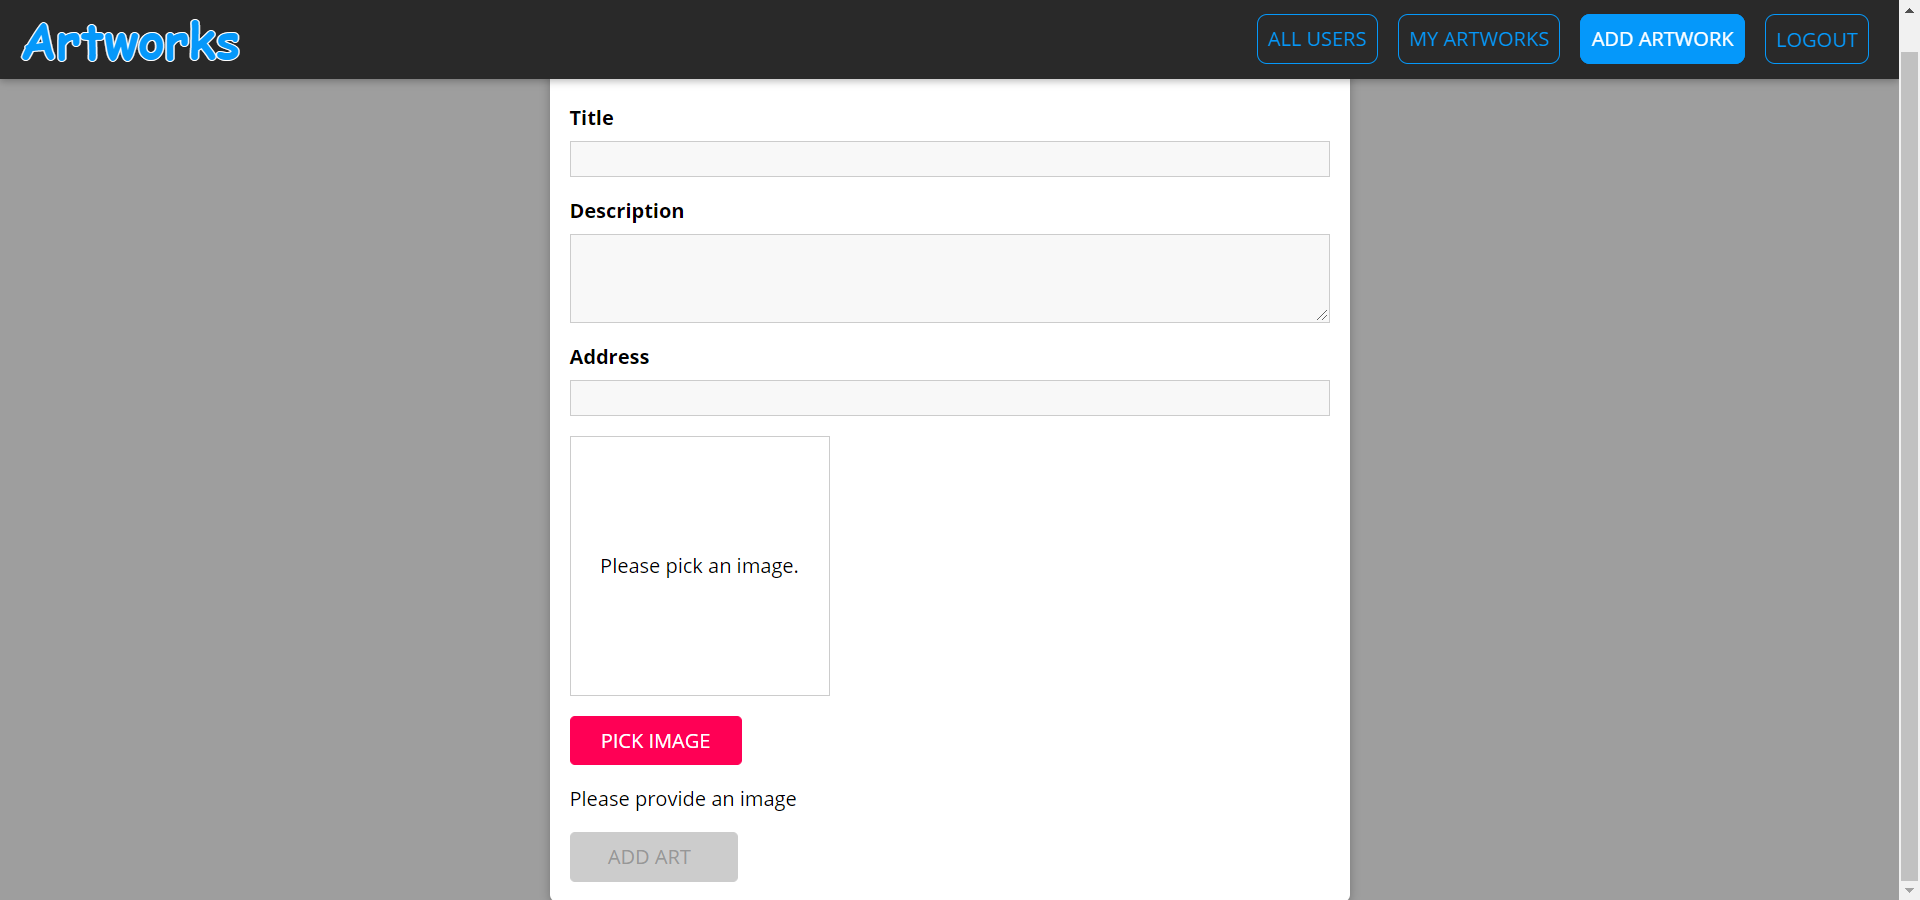 Artworks
ALL USERS
MY ARTWORKS
ADD ARTWORK
LOGOUT
Title
Description
Address
Please pick an image.
PICK IMAGE
Please provide an image
ADD ART